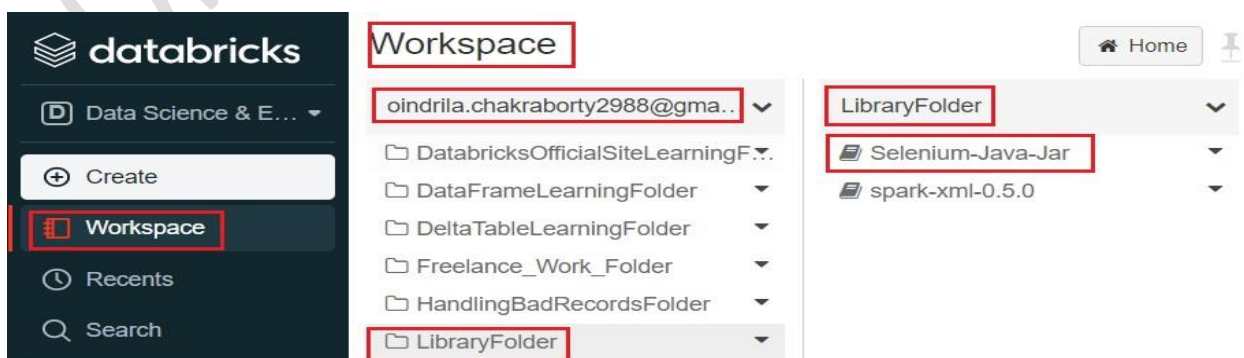 databricks
Data Science & E...
Create
Workspace
Recents
Search
Workspace
Home
oindrila.chakraborty2988@gma...
DatabricksOfficialSiteLearningF...
DataFrameLearningFolder
DeltaTableLearningFolder
Freelance_Work_Folder
HandlingBadRecordsFolder
LibraryFolder
LibraryFolder
Selenium-Java-Jar
spark-xml-0.5.0